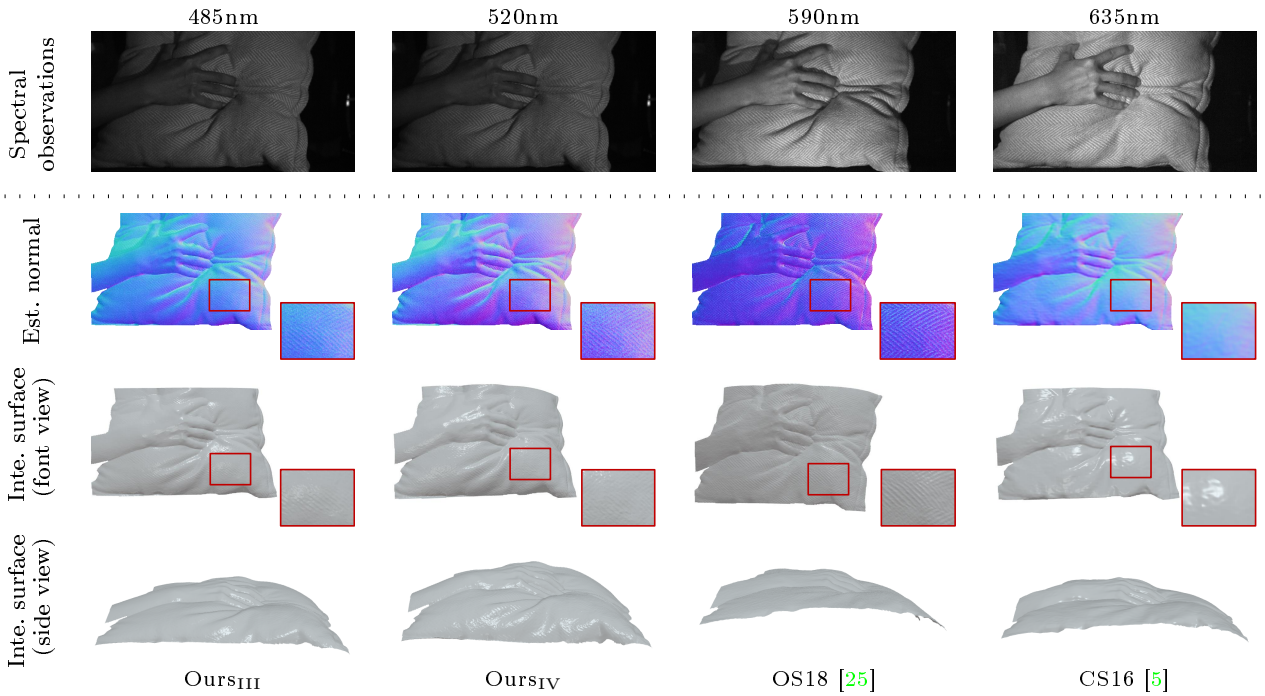 485nm 520nm 590nm 635nm
Spectral
observations
Est. normal
Inte. surface
(font view)
Inte. surface
(side view)
Ours_III Ours_IV OS18 [25] CS16 [5]